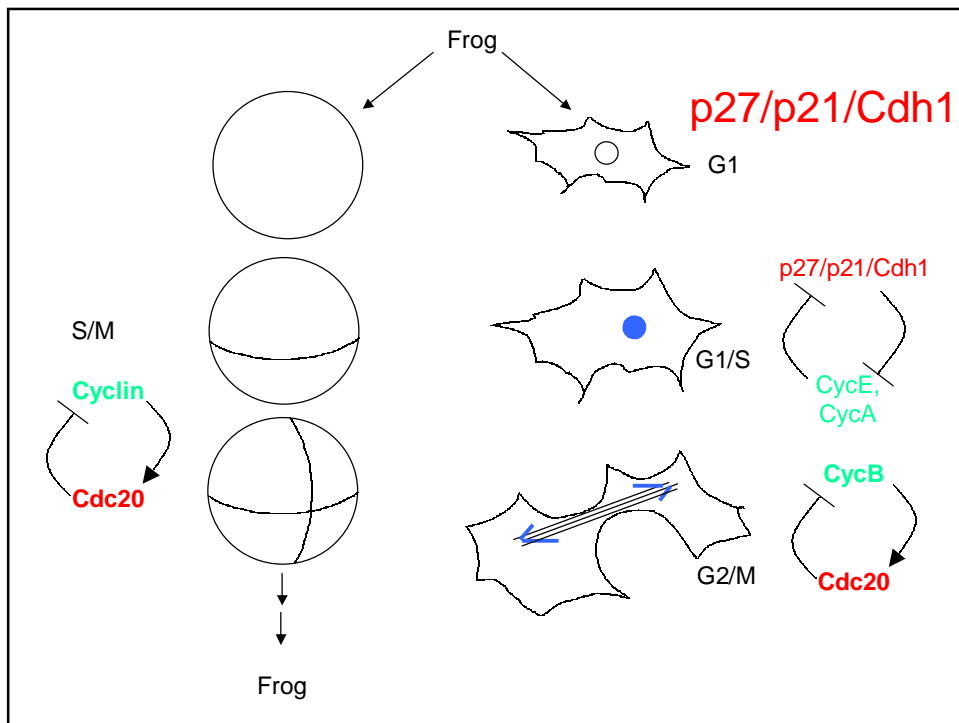 Frog
p27/p21/Cdh1
G1
S/M
Cyclin
Cdc20
p27/p21/Cdh1
G1/S
CycE,
CycA
CycB
G2/M
Cdc20
Frog